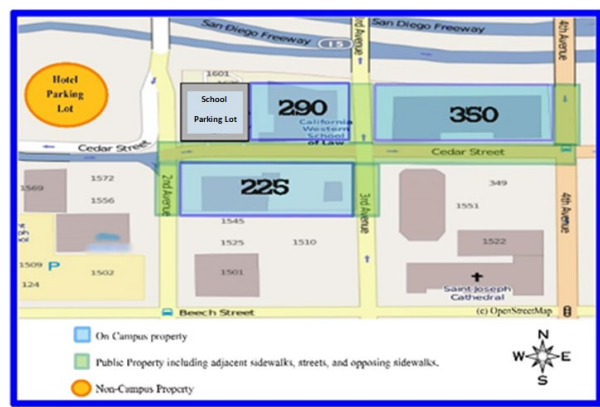 San Diego Freeway
San Diego Freeway
15
3rd Avenue
4th Avenue
Hotel
Parking
Lot
1601
School
Parking Lot
290
California
Western
School
of Law
350
Cedar Street
Cedar Street
1569
1572
1556
2nd Avenue
225
3rd Avenue
349
1551
4th Avenue
1545
1525
1510
1522
1509
P
124
1502
1501
Saint Joseph
Cathedral
Beech Street
(c) OpenStreetMap
On Campus property
Public Property including adjacent sidewalks, streets, and opposing sidewalks.
Non-Campus Property
N
W
E
S